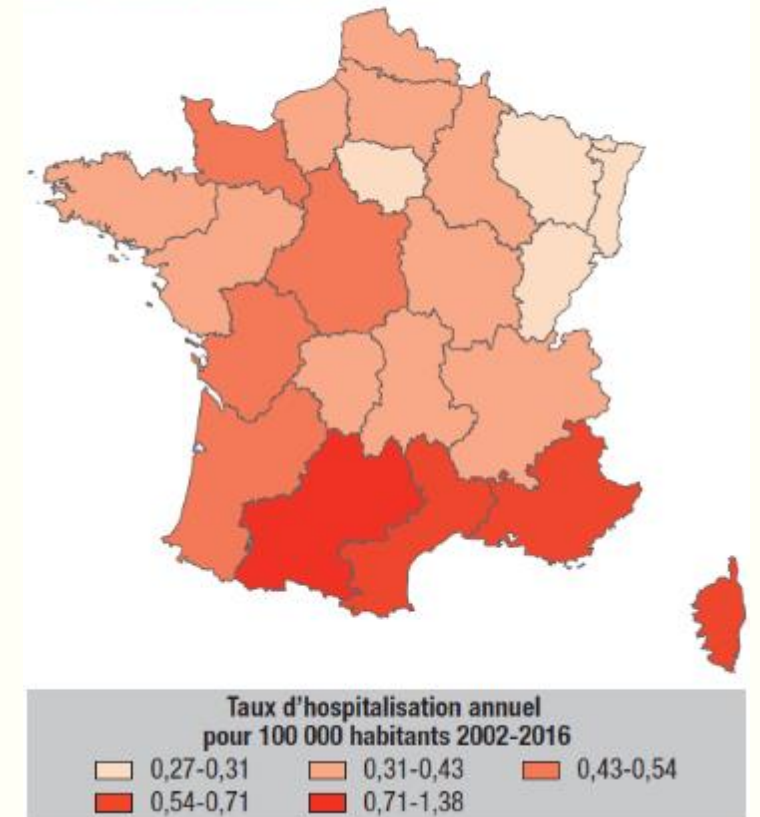 Taux d'hospitalisation annuel
pour 100 000 habitants 2002-2016
0,27-0,31 0,31-0,43 0,43-0,54
0,54-0,71 0,71-1,38